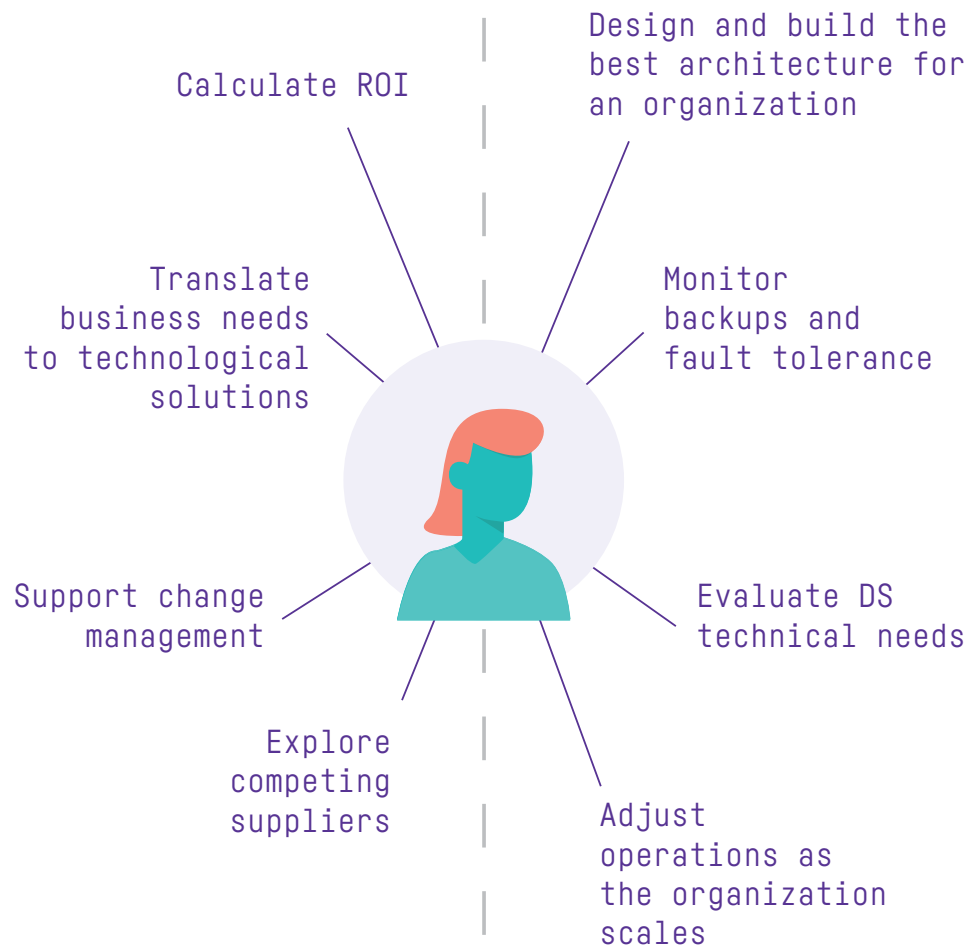 Calculate ROI
Translate
business needs
to technological
solutions
Support change
management
Explore
competing
suppliers
Design and build the
best architecture for
an organization
Monitor
backups and
fault tolerance
Evaluate DS
technical needs
Adjust
operations as
the organization
scales